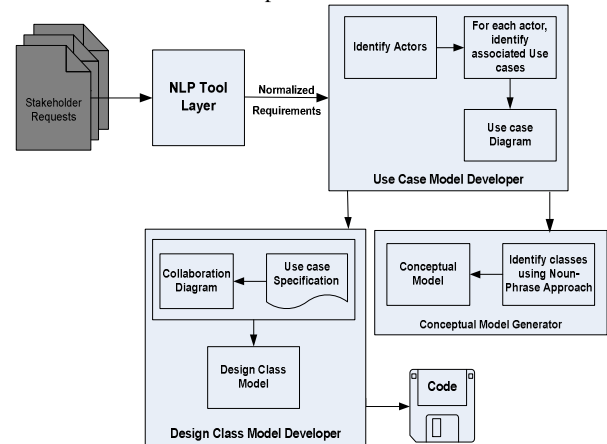 Stakeholder
Requests
NLP Tool
Layer
Normalized
Requirements
Identify Actors
For each actor,
identify
associated Use
cases
Use case
Diagram
Use Case Model Developer
Collaboration
Diagram
Use case
Specification
Design Class
Model
Design Class Model Developer
Conceptual
Model
Identify classes
using Noun-
Phrase Approach
Conceptual Model Generator
Code